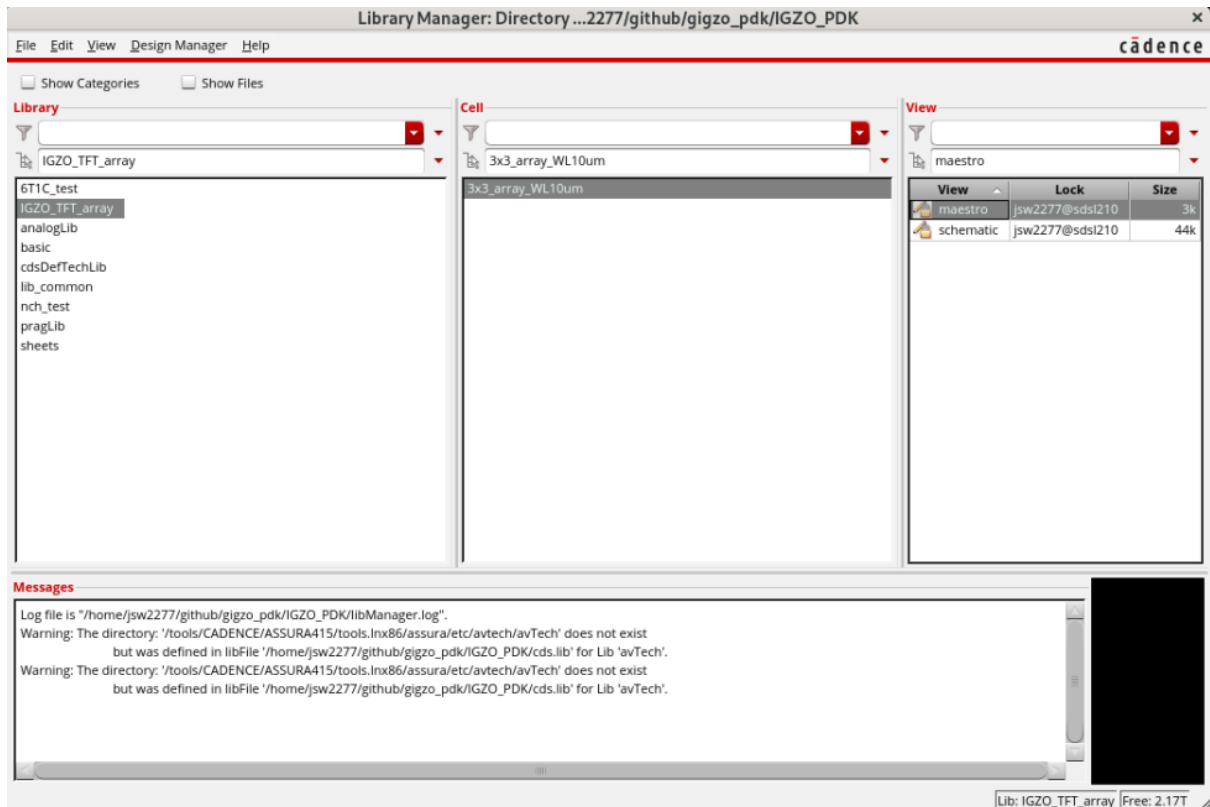 Library Manager: Directory ...2277/github/gigzo_pdk/IGZO_PDK
×
File Edit View Design Manager Help
cādence
Show Categories Show Files
Library
IGZO_TFT_array
6T1C_test
IGZO_TFT_array
analogLib
basic
cdsDefTechLib
lib_common
nch_test
pragLib
sheets
Cell
3x3_array_WL10um
3x3_array_WL10um
View
maestro
View Lock Size
maestro jsw2277@sdsl210 3k
schematic jsw2277@sdsl210 44k
Messages
Log file is "/home/jsw2277/github/gigzo_pdk/IGZO_PDK/libManager.log".
Warning: The directory: '/tools/CADENCE/ASSURA415/tools.lnx86/assura/etc/avtech/avTech' does not exist
but was defined in libFile '/home/jsw2277/github/gigzo_pdk/IGZO_PDK/cds.lib' for Lib 'avTech'.
Warning: The directory: '/tools/CADENCE/ASSURA415/tools.lnx86/assura/etc/avtech/avTech' does not exist
but was defined in libFile '/home/jsw2277/github/gigzo_pdk/IGZO_PDK/cds.lib' for Lib 'avTech'.
Lib: IGZO_TFT_array Free: 2.17T